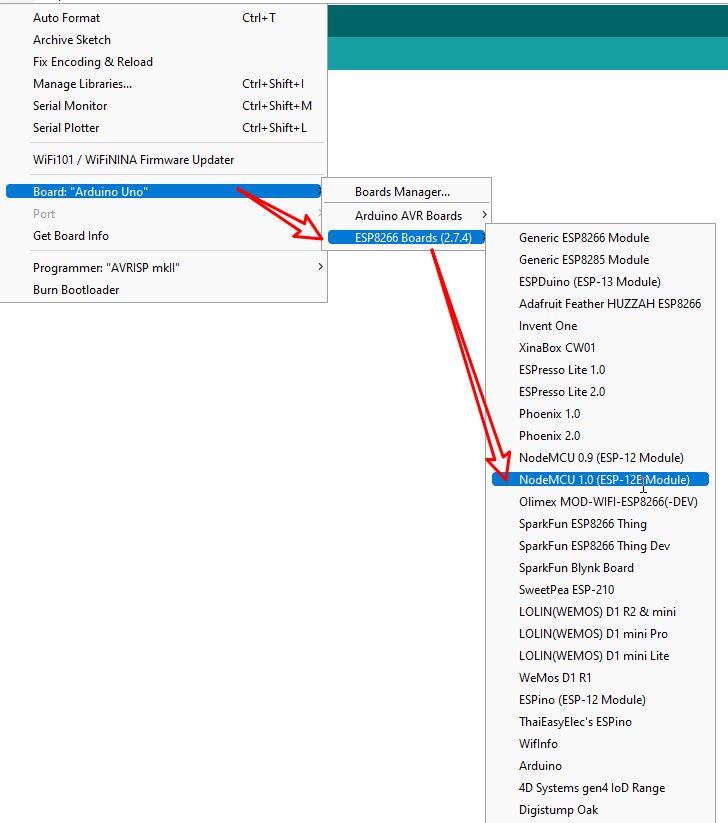 Auto Format Ctrl+T
Archive Sketch
Fix Encoding & Reload
Manage Libraries... Ctrl+Shift+I
Serial Monitor Ctrl+Shift+M
Serial Plotter Ctrl+Shift+L
WiFi101 / WiFiNINA Firmware Updater
Board: "Arduino Uno"
Port
Get Board Info
Programmer: "AVRISP mkII"
Burn Bootloader
Boards Manager...
Arduino AVR Boards
ESP8266 Boards (2.7.4)
Generic ESP8266 Module
Generic ESP8285 Module
ESPDuino (ESP-13 Module)
Adafruit Feather HUZZAH ESP8266
Invent One
XinaBox CW01
ESPresso Lite 1.0
ESPresso Lite 2.0
Phoenix 1.0
Phoenix 2.0
NodeMCU 0.9 (ESP-12 Module)
NodeMCU 1.0 (ESP-12E Module)
Olimex MOD-WIFI-ESP8266(-DEV)
SparkFun ESP8266 Thing
SparkFun ESP8266 Thing Dev
SparkFun Blynk Board
SweetPea ESP-210
LOLIN(WEMOS) D1 R2 & mini
LOLIN(WEMOS) D1 mini Pro
LOLIN(WEMOS) D1 mini Lite
WeMos D1 R1
ESPino (ESP-12 Module)
ThaiEasyElec's ESPino
WifInfo
Arduino
4D Systems gen4 IoD Range
Digistump Oak